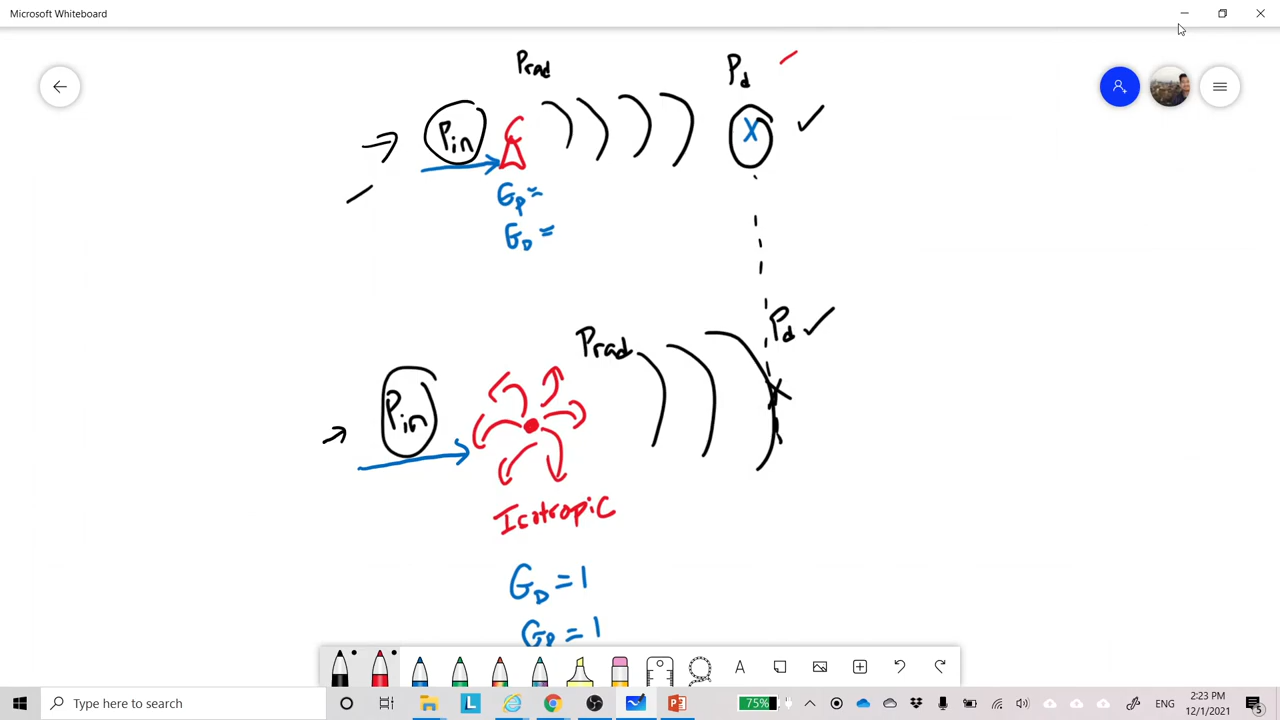 Microsoft Whiteboard
Prad
Pd
Pin
X
Gp =
GD =
Pd
Prad
Pin
X
Isotropic
GD = 1
Gp = 1
A
Type here to search
L
75%
ENG
2:23 PM
12/1/2021
5